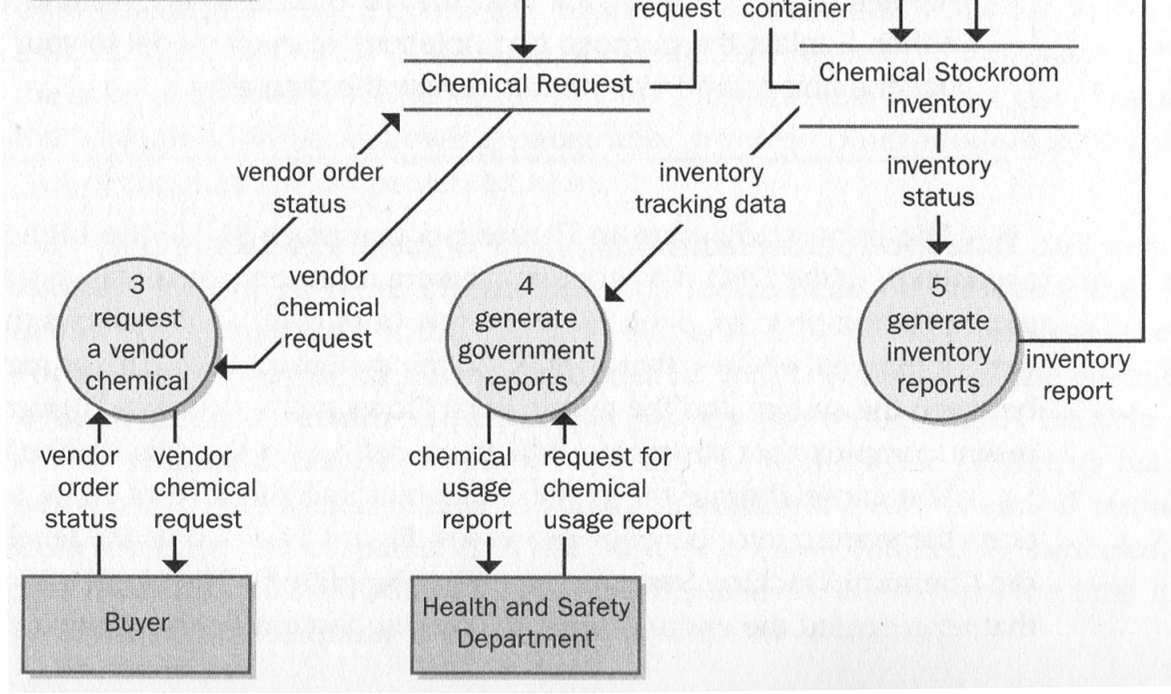 request container
Chemical Request
Chemical Stockroom
inventory
vendor order
status
inventory
tracking data
inventory
status
vendor
chemical
request
3
request
a vendor
chemical
4
generate
government
reports
5
generate
inventory
reports
inventory
report
vendor
order
status
vendor
chemical
request
chemical
usage
report
request for
chemical
usage report
Buyer
Health and Safety
Department